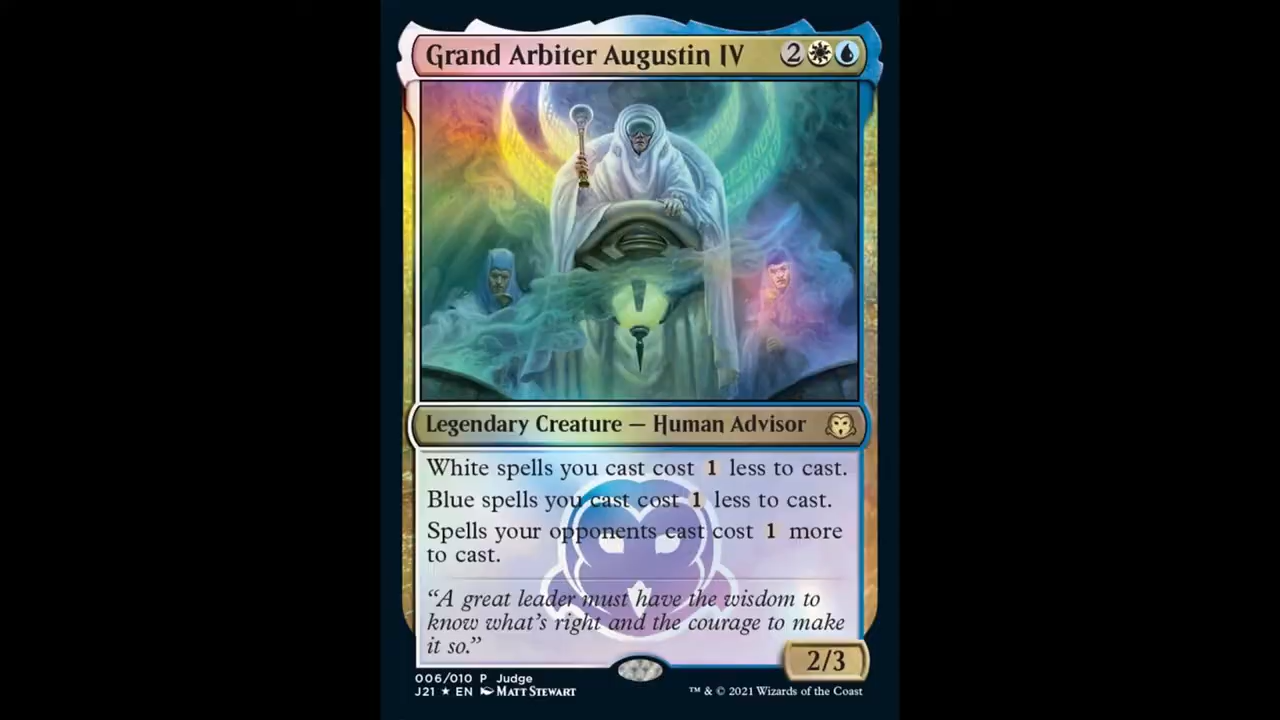 Grand Arbiter Augustin IV 2
Legendary Creature — Human Advisor
White spells you cast cost 1 less to cast.
Blue spells you cast cost 1 less to cast.
Spells your opponents cast cost 1 more
to cast.
“A great leader must have the wisdom to
know what’s right and the courage to make
it so.”
2/3
006/010 P Judge
J21 ★ EN Matt Stewart
™ & © 2021 Wizards of the Coast